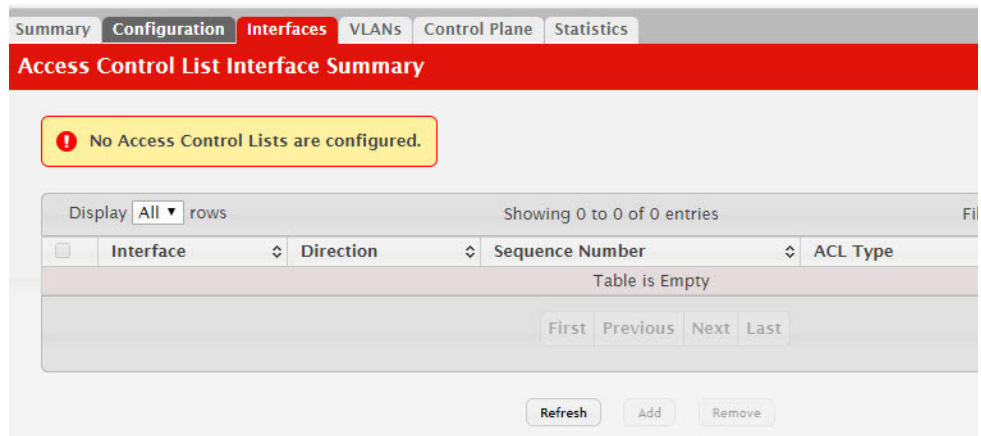 Summary Configuration Interfaces VLANs Control Plane Statistics
Access Control List Interface Summary
No Access Control Lists are configured.
Display All rows Showing 0 to 0 of 0 entries
Interface Direction Sequence Number ACL Type
Table is Empty
First Previous Next Last
Refresh Add Remove